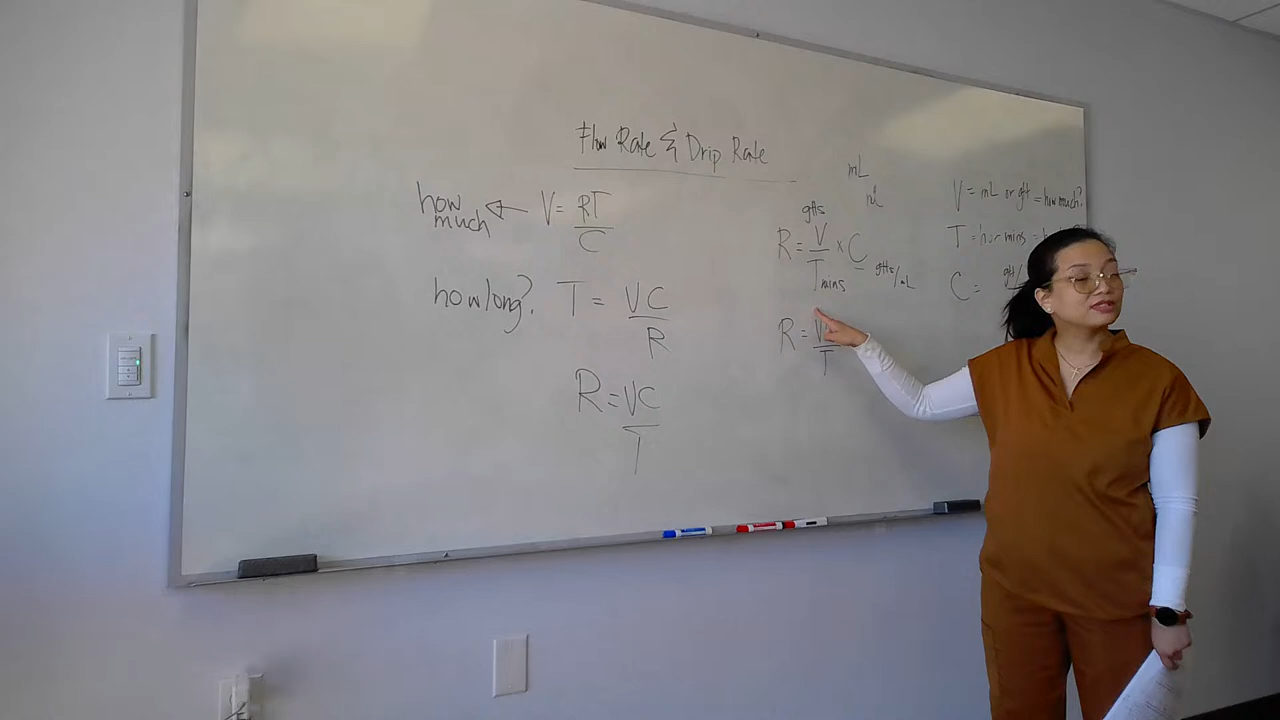 Flow Rate & Drip Rate
how much ← V = RT/C
how long? T = VC/R
R = VC/T
mL
mL
gtts
R = V/T mins × C gtts/mL
R = V/T
V = mL or gtt = how much?
T = hr or mins =
C = gtt/